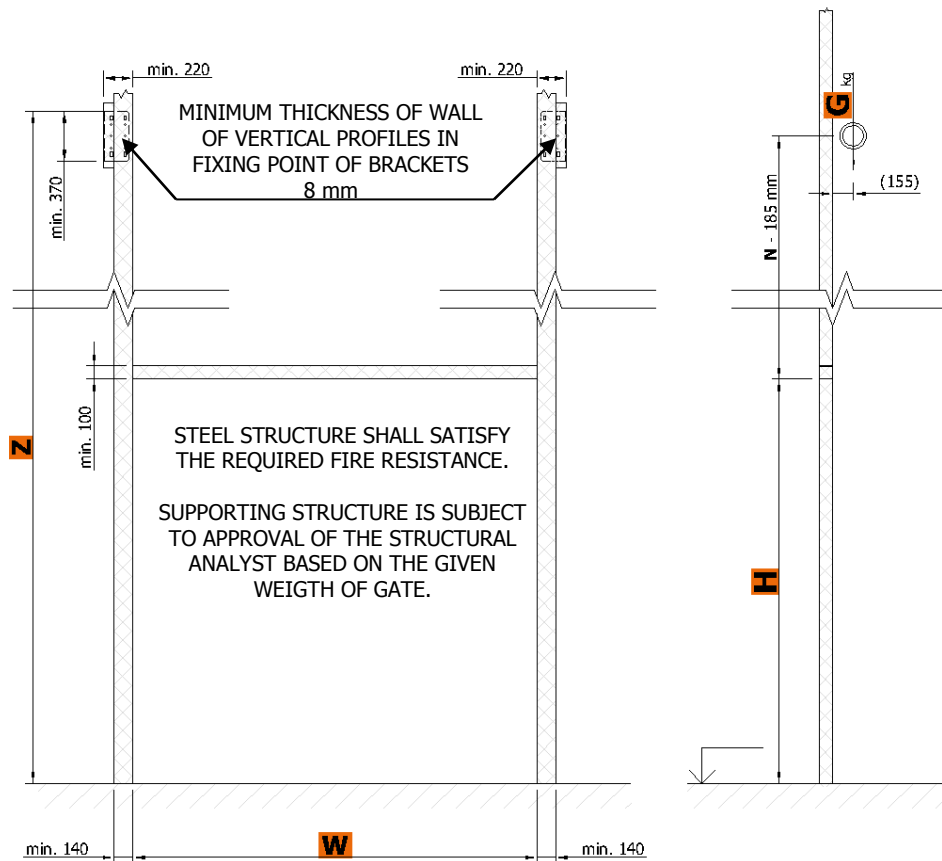 min. 220
min. 220
MINIMUM THICKNESS OF WALL
OF VERTICAL PROFILES IN
FIXING POINT OF BRACKETS
8 mm
min. 370
G kg
(155)
N - 185 mm
Z
min. 100
STEEL STRUCTURE SHALL SATISFY
THE REQUIRED FIRE RESISTANCE.
SUPPORTING STRUCTURE IS SUBJECT
TO APPROVAL OF THE STRUCTURAL
ANALYST BASED ON THE GIVEN
WEIGTH OF GATE.
H
min. 140
W
min. 140